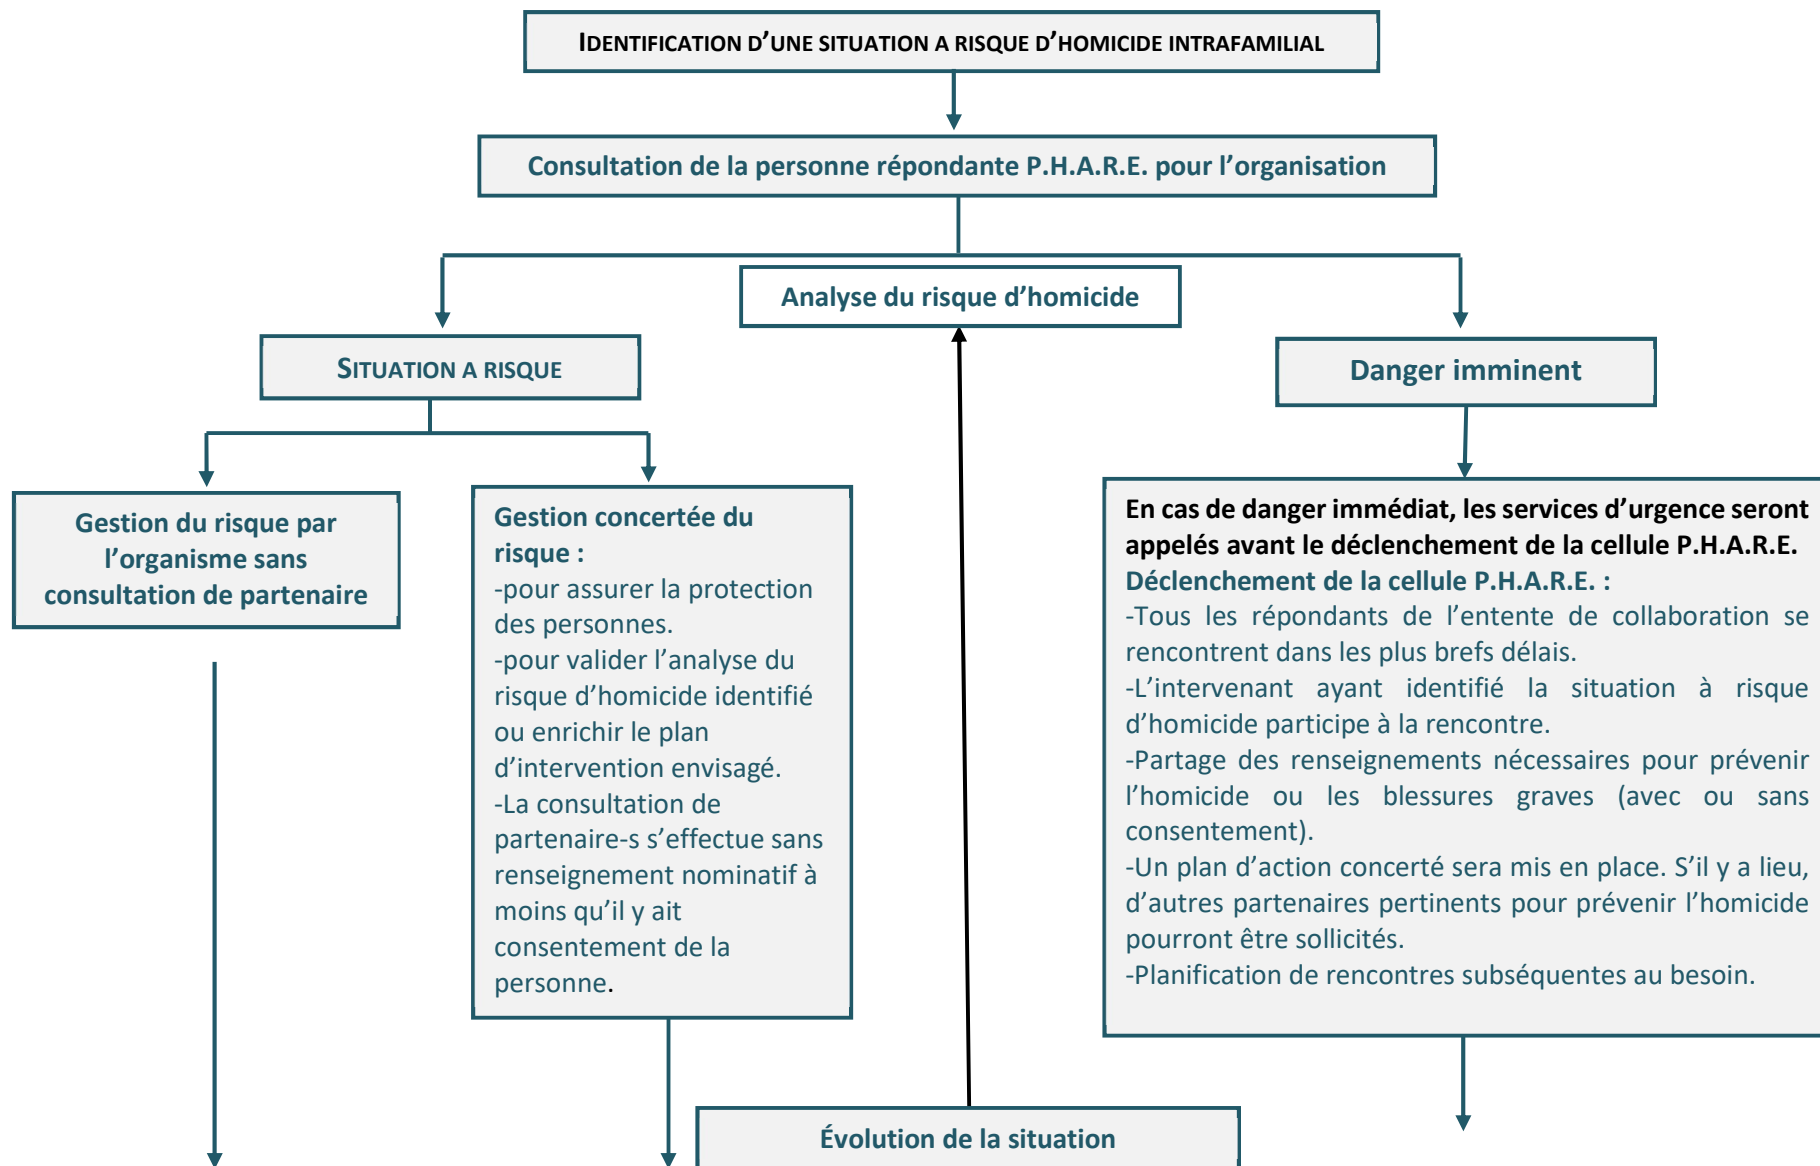 IDENTIFICATION D’UNE SITUATION A RISQUE D’HOMICIDE INTRAFAMILIAL
Consultation de la personne répondante P.H.A.R.E. pour l’organisation
Analyse du risque d’homicide
SITUATION A RISQUE
Danger imminent
Gestion du risque par
l’organisme sans
consultation de partenaire
Gestion concertée du
risque :
-pour assurer la protection
des personnes.
-pour valider l’analyse du
risque d’homicide identifié
ou enrichir le plan
d’intervention envisagé.
-La consultation de
partenaire-s s’effectue sans
renseignement nominatif à
moins qu’il y ait
consentement de la
personne.
En cas de danger immédiat, les services d’urgence seront
appelés avant le déclenchement de la cellule P.H.A.R.E.
Déclenchement de la cellule P.H.A.R.E. :
-Tous les répondants de l’entente de collaboration se
rencontrent dans les plus brefs délais.
-L’intervenant ayant identifié la situation à risque
d’homicide participe à la rencontre.
-Partage des renseignements nécessaires pour prévenir
l’homicide ou les blessures graves (avec ou sans
consentement).
-Un plan d’action concerté sera mis en place. S’il y a lieu,
d’autres partenaires pertinents pour prévenir l’homicide
pourront être sollicités.
-Planification de rencontres subséquentes au besoin.
Évolution de la situation